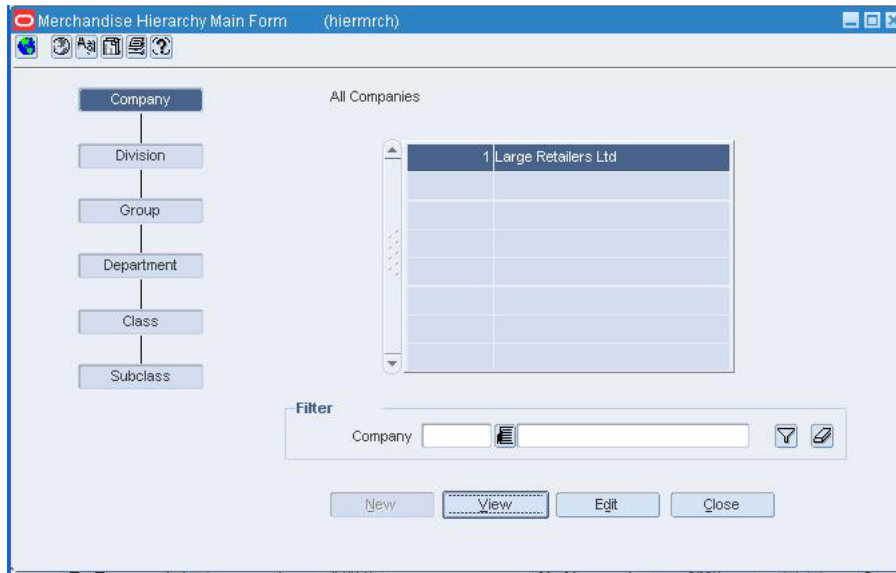 Merchandise Hierarchy Main Form (hiermrch)
Company
All Companies
1 Large Retailers Ltd
Division
Group
Department
Class
Subclass
Filter
Company
New
View
Edit
Close